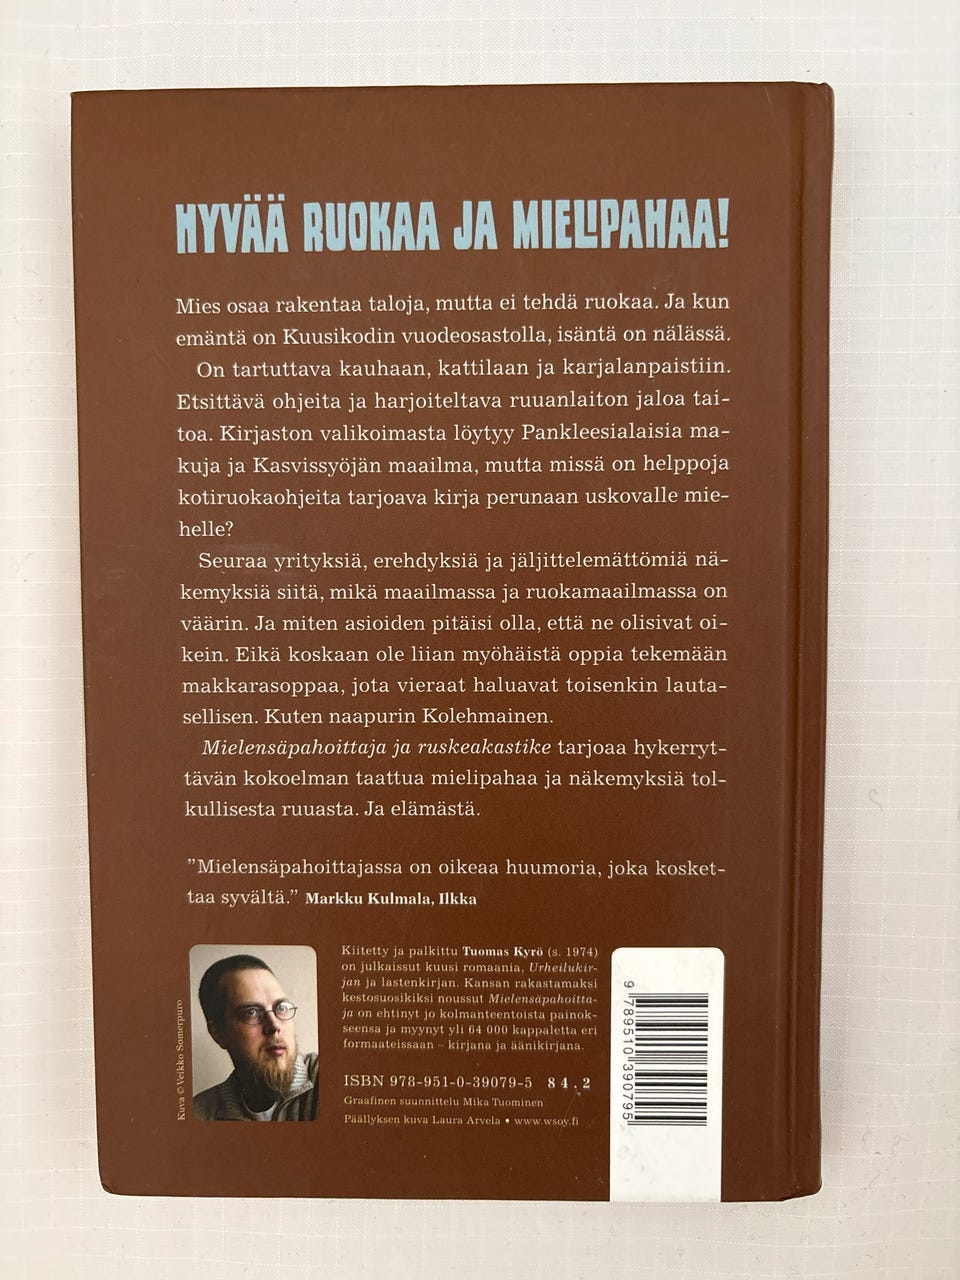 HYVÄÄ RUOKAA JA MIELIPAHAA!
Mies osaa rakentaa taloja, mutta ei tehdä ruokaa. Ja kun
emäntä on Kuusikodin vuodeosastolla, isäntä on nälässä.
On tartuttava kauhaan, kattilaan ja karjalanpaistiin.
Etsittävä ohjeita ja harjoiteltava ruuanlaiton jaloa tai-
toa. Kirjaston valikoimasta löytyy Pankleesialaisia ma-
kuja ja Kasvissyöjän maailma, mutta missä on helppoja
kotiruokaohjeita tarjoava kirja perunaan uskovalle mie-
helle?
Seuraa yrityksiä, erehdyksiä ja jäljittelemättömiä nä-
kemyksiä siitä, mikä maailmassa ja ruokamaailmassa on
väärin. Ja miten asioiden pitäisi olla, että ne olisivat oi-
kein. Eikä koskaan ole liian myöhäistä oppia tekemään
makkarasoppaa, jota vieraat haluavat toisenkin lauta-
sellisen. Kuten naapurin Kolehmainen.
Mielensäpahoittaja ja ruskeakastike tarjoaa hykerryt-
tävän kokoelman taattua mielipahaa ja näkemyksiä tol-
kullisesta ruuasta. Ja elämästä.
”Mielensäpahoittajassa on oikeaa huumoria, joka kosket-
taa syvältä.” Markku Kulmala, Ilkka
Kuva © Veikko Somerpuro
Kiitetty ja palkittu Tuomas Kyrö (s. 1974)
on julkaissut kuusi romaania, Urheilukir-
jan ja lastenkirjan. Kansan rakastamaksi
kestosuosikiksi noussut Mielensäpahoitta-
ja on ehtinyt jo kolmanteentoista painok-
seensa ja myynyt yli 64 000 kappaletta eri
formaateissaan – kirjana ja äänikirjana.
ISBN 978-951-0-39079-5 84.2
Graafinen suunnittelu Mika Tuominen
Päällyksen kuva Laura Arvela • www.wsoy.fi
9 789510 390795